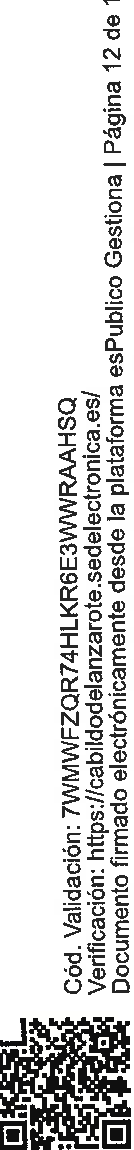 Cód. Validación: 7WMWFZQR74HLKR6E3WWRAAHSQ
Verificación: https://cabildodelanzarote.sedelectronica.es/
Documento firmado electrónicamente desde la plataforma esPublico Gestiona | Página 12 de